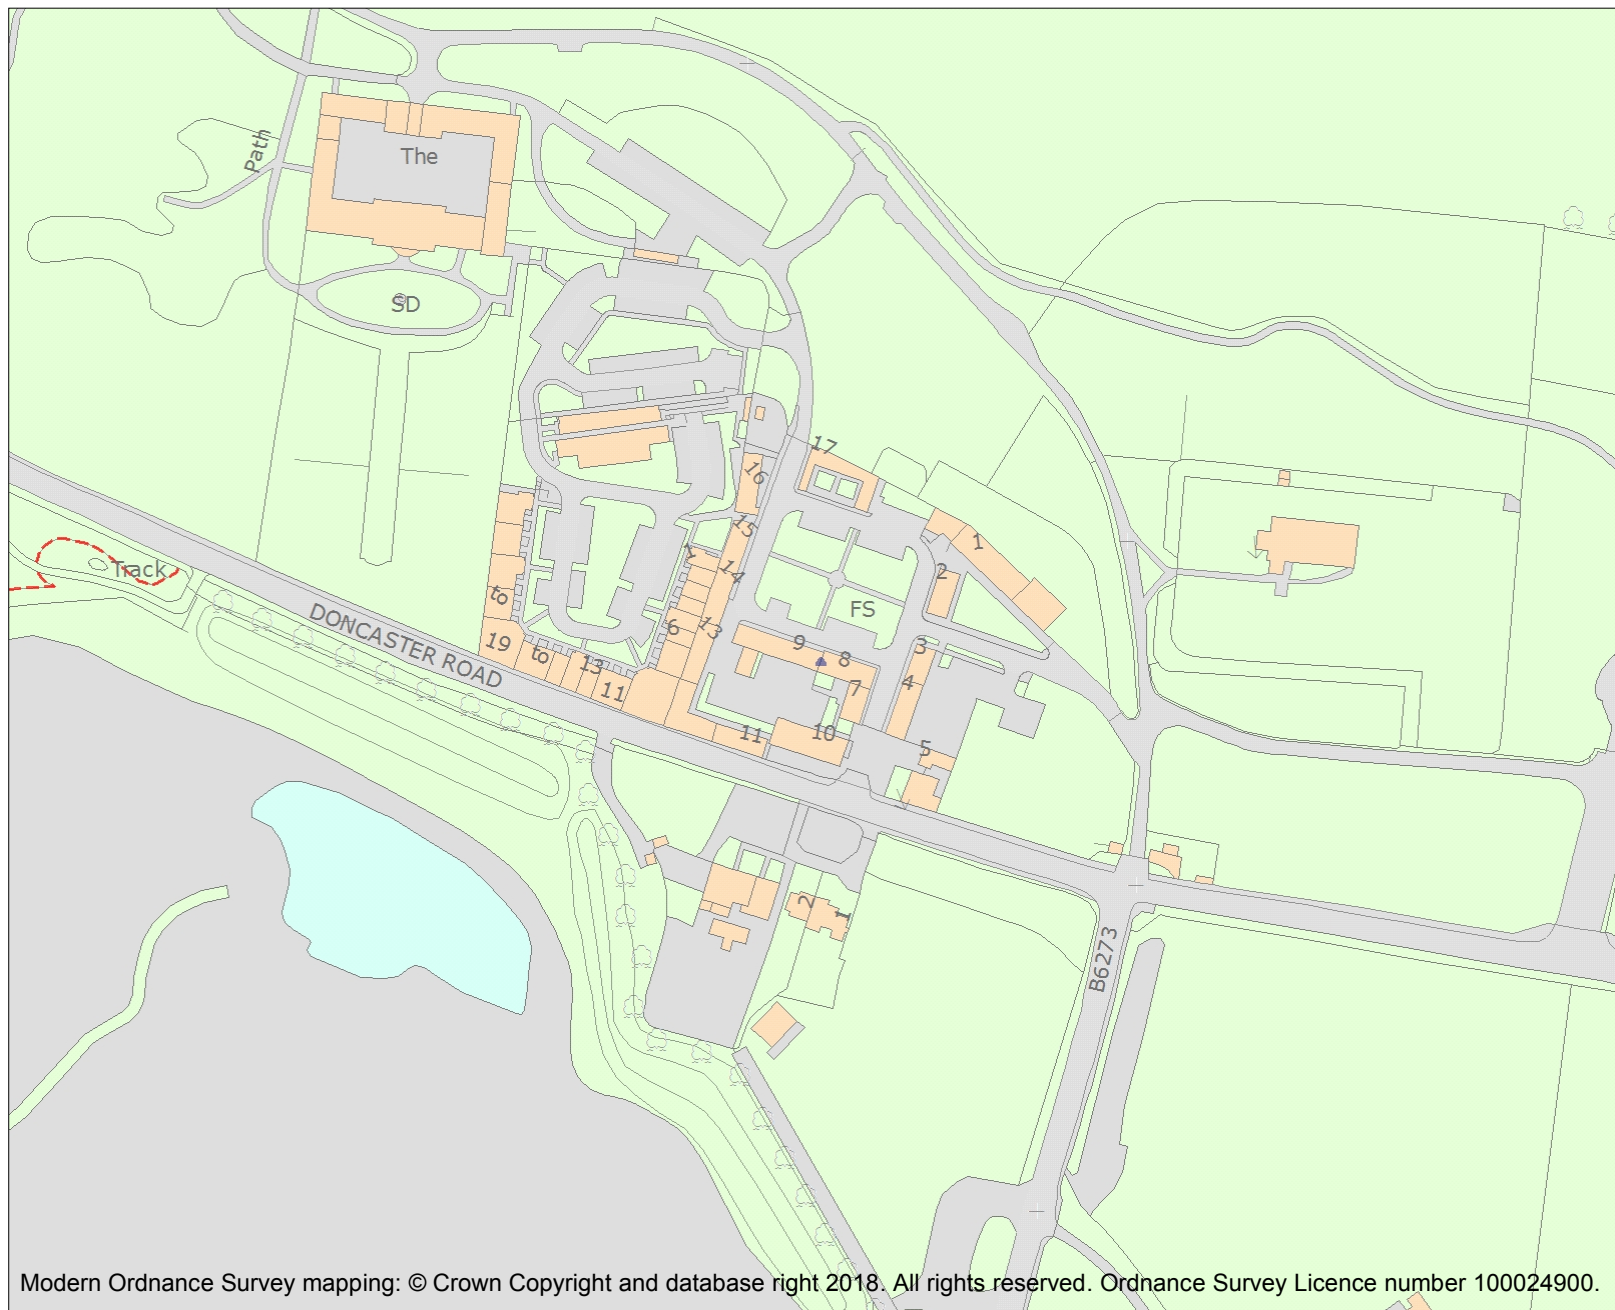 Path
The
SD
17
16
15
1
1
14
2
Track
to
FS
DONCASTER ROAD
6
13
19
to
13
11
9
8
3
7
4
11
10
5
2
1
B6273
Modern Ordnance Survey mapping: © Crown Copyright and database right 2018. All rights reserved. Ordnance Survey Licence number 100024900.